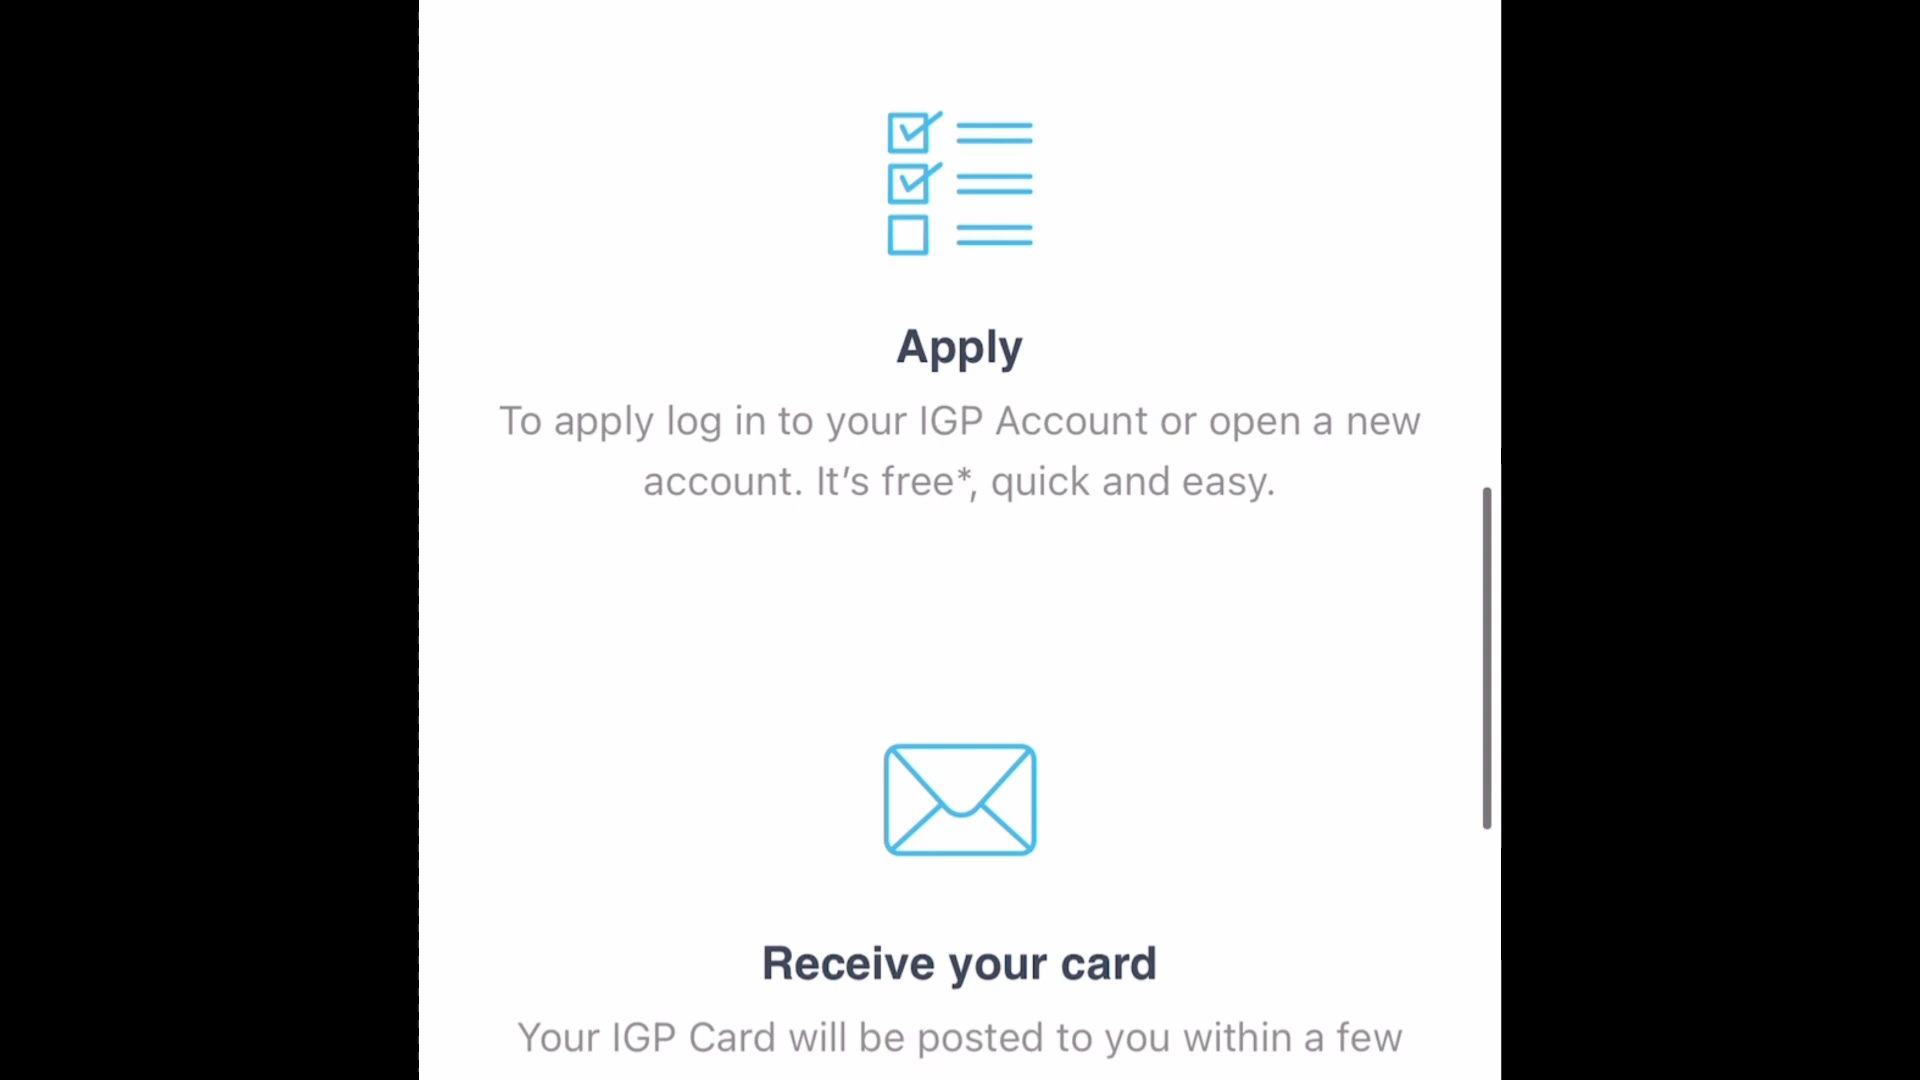 Apply
To apply log in to your IGP Account or open a new
account. It’s free*, quick and easy.
Receive your card
Your IGP Card will be posted to you within a few